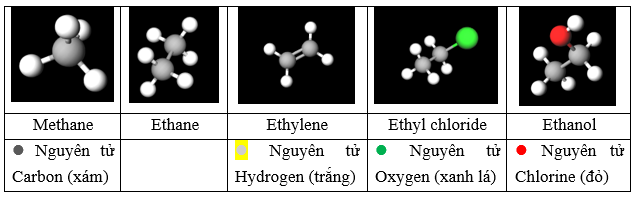 Methane Ethane Ethylene Ethyl chloride Ethanol
● Nguyên tử Carbon (xám)
● Nguyên tử Hydrogen (trắng)
● Nguyên tử Oxygen (xanh lá)
● Nguyên tử Chlorine (đỏ)